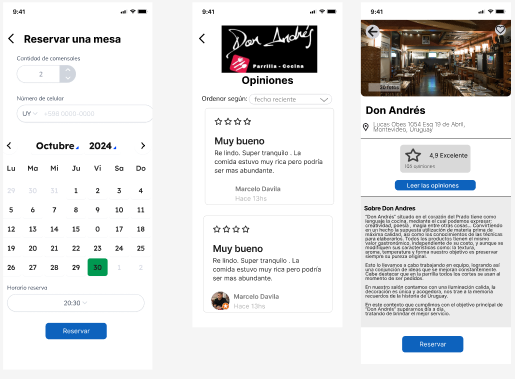 9:41
Reservar una mesa
Cantidad de comensales
2
Número de celular
UY
+598 0000-0000
Octubre 2024
Lu Ma Mi Ju Vi Sa Do
29 30 31 1 2 3 4
5 6 7 8 9 10 11
12 13 14 15 0 17 18
19 20 21 22 23 24 25
26 27 28 29 30 1
Horario reserva
20:30
Reservar
9:41
Don Andrés
Parrilla - Cocina
Opiniones
Ordenar según: fecho reciente
Muy bueno
Re lindo. Super tranquilo . La
comida estuvo muy rica pero podría
ser mas abundante.
Marcelo Davila
Hace 13hs
Muy bueno
Re lindo. Super tranquilo . La
comida estuvo muy rica pero podría
ser mas abundante.
Marcelo Davila
Hace 13hs
9:41
30 fotos
Don Andrés
Lucas Obes 1054 Esq 19 de Abril,
Montevideo, Uruguay
4,9 Excelente
opiniones
Leer las opiniones
Sobre Don Andres
"Don Andrés" situado en el corazón del Prado tiene como
lenguaje la cocina, mediante el cual podemos expresar:
creatividad, poesía , magia entre otras cosas... Convirtiendo
en un hecho la supuesta utilización de materia prima de
máxima calidad, así como los conocimientos de las técnicas
para elaborarlos. Todos los productos tienen el mismo
valor gastronómico, independiente de su costo, y aunque se
modifiquen sus características como: la textura,
aroma, temperatura y forma nuestro objetivo es preservar
siempre su pureza original.
Esto lo llevamos a cabo trabajando en equipo, logrando así
una conjunción de ideas que se mejoran constantemente.
Cabe destacar que en la parrilla todos los cortes se asan al
momento de ser pedidos.
En nuestro salón contamos con una iluminación calida, la
decoración es única y acogedora, nos trae a la memoria
recuerdos de la historia de Uruguay.
En este contexto que cumplimos con el objetivo principal de
"Don Andrés" superarnos día a día,
tratando de brindar el mejor servicio.
Reservar